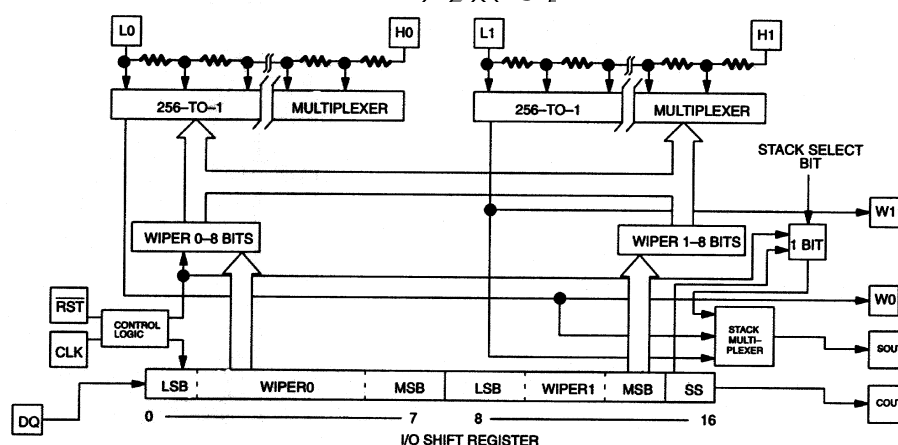 L0
H0
L1
H1
256–TO–1
MULTIPLEXER
256–TO–1
MULTIPLEXER
STACK SELECT
BIT
W1
WIPER 0–8 BITS
WIPER 1–8 BITS
1 BIT
RST
W0
CONTROL
LOGIC
CLK
STACK
MULTI-
PLEXER
SOUT
LSB
WIPER0
MSB
LSB
WIPER1
MSB
SS
COUT
DQ
0
7
8
16
I/O SHIFT REGISTER